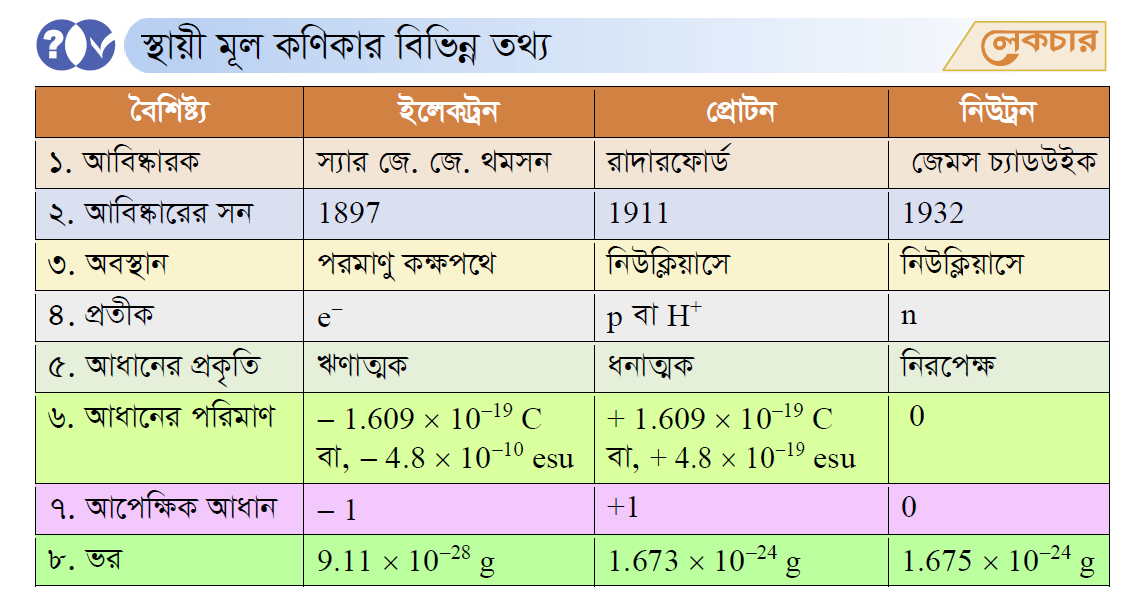 স্থায়ী মূল কণিকার বিভিন্ন তথ্য
লেকচার
বৈশিষ্ট্য ইলেকট্রন প্রোটন নিউট্রন
১. আবিষ্কারক স্যার জে. জে. থমসন রাদারফোর্ড জেমস চ্যাডউইক
২. আবিষ্কারের সন 1897 1911 1932
৩. অবস্থান পরমাণু কক্ষপথে নিউক্লিয়াসে নিউক্লিয়াসে
৪. প্রতীক e⁻ p বা H⁺ n
৫. আধানের প্রকৃতি ঋণাত্মক ধনাত্মক নিরপেক্ষ
৬. আধানের পরিমাণ – 1.609 × 10⁻¹⁹ C + 1.609 × 10⁻¹⁹ C 0
বা, – 4.8 × 10⁻¹⁰ esu বা, + 4.8 × 10⁻¹⁹ esu
৭. আপেক্ষিক আধান – 1 +1 0
৮. ভর 9.11 × 10⁻²⁸ g 1.673 × 10⁻²⁴ g 1.675 × 10⁻²⁴ g